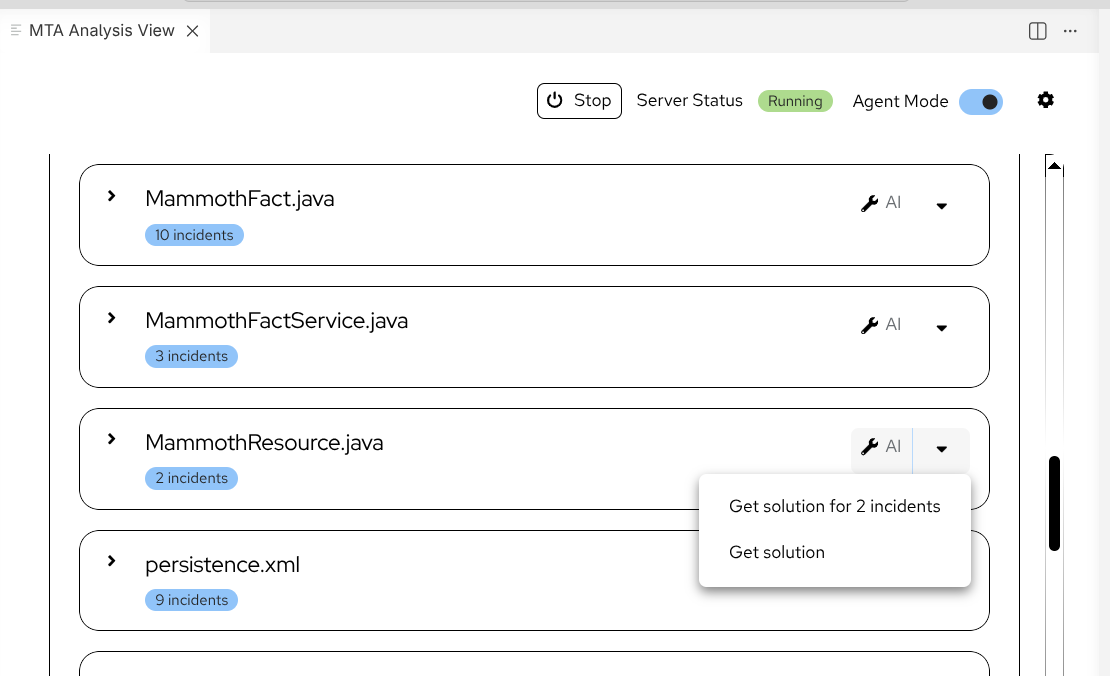 MTA Analysis View
Stop Server Status Running Agent Mode
MammothFact.java
AI
10 incidents
MammothFactService.java
AI
3 incidents
MammothResource.java
AI
2 incidents
Get solution for 2 incidents
Get solution
persistence.xml
9 incidents